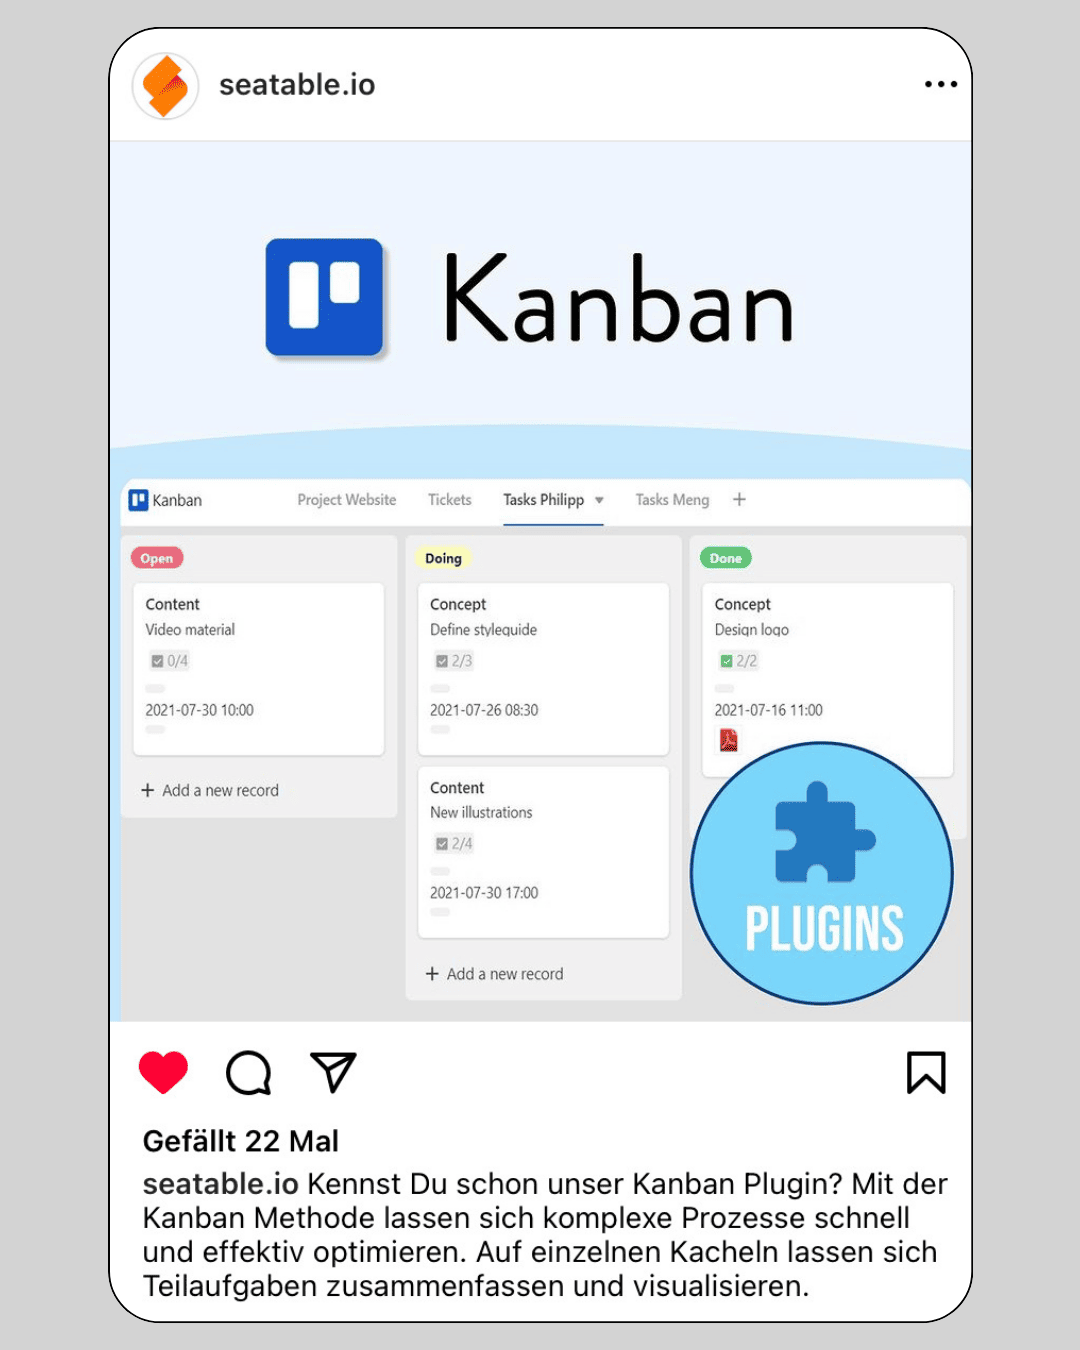 seatable.io
Kanban
Kanban Project Website Tickets Tasks Philipp Tasks Meng
Open
Content
Video material
0/4
2021-07-30 10:00
+ Add a new record
Doing
Concept
Define styleguide
2/3
2021-07-26 08:30
Content
New illustrations
2/4
2021-07-30 17:00
+ Add a new record
Done
Concept
Design logo
2/2
2021-07-16 11:00
PLUGINS
Gefällt 22 Mal
seatable.io Kennst Du schon unser Kanban Plugin? Mit der
Kanban Methode lassen sich komplexe Prozesse schnell
und effektiv optimieren. Auf einzelnen Kacheln lassen sich
Teilaufgaben zusammenfassen und visualisieren.